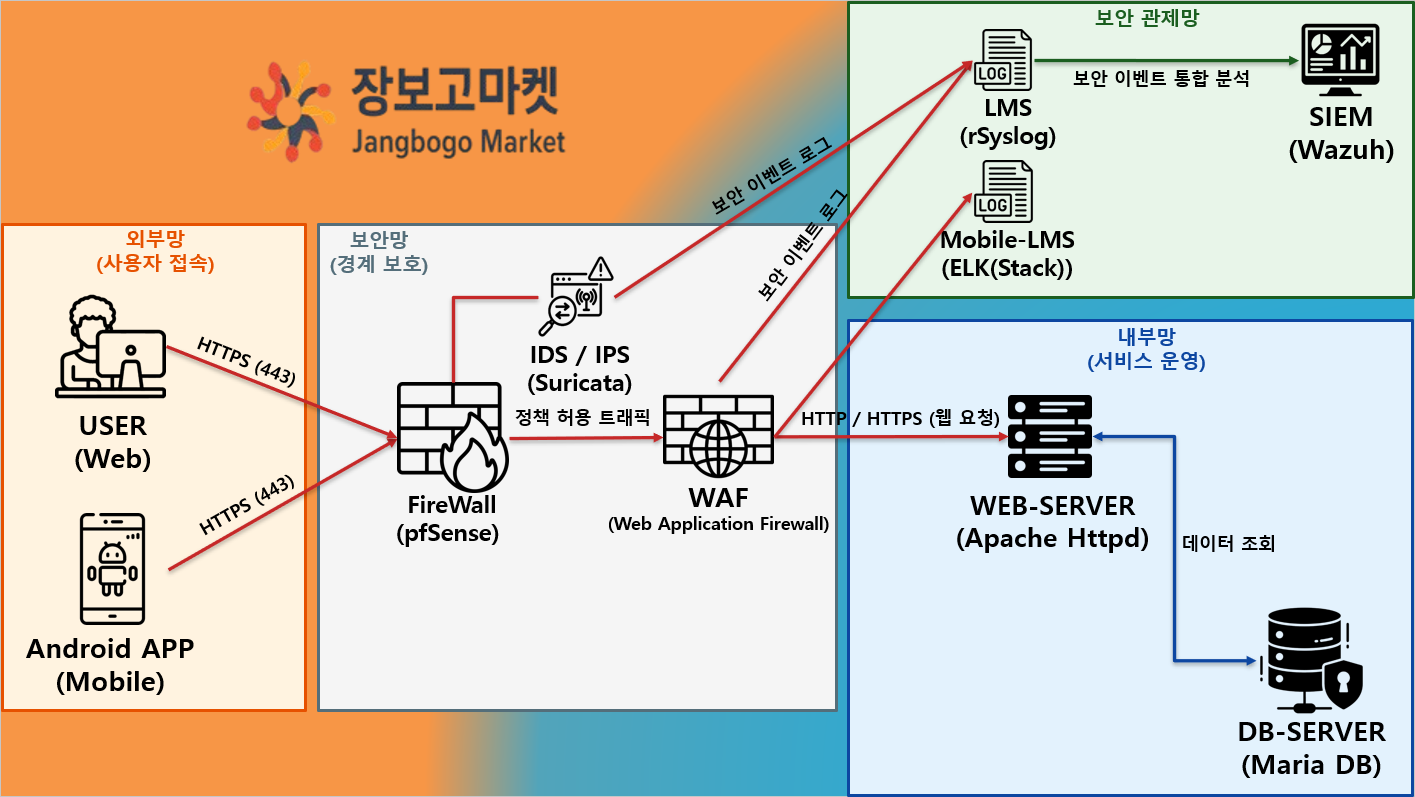 장보고마켓
Jangbogo Market
외부망
(사용자 접속)
HTTPS (443)
USER
(Web)
HTTPS (443)
Android APP
(Mobile)
보안망
(경계 보호)
IDS / IPS
(Suricata)
정책 허용 트래픽
FireWall
(pfSense)
WAF
(Web Application Firewall)
보안 이벤트 로그
보안 이벤트 로그
보안 관제망
LOG
LMS
(rSyslog)
보안 이벤트 통합 분석
SIEM
(Wazuh)
LOG
Mobile-LMS
(ELK(Stack))
내부망
(서비스 운영)
HTTP / HTTPS (웹 요청)
WEB-SERVER
(Apache Httpd)
데이터 조회
DB-SERVER
(Maria DB)